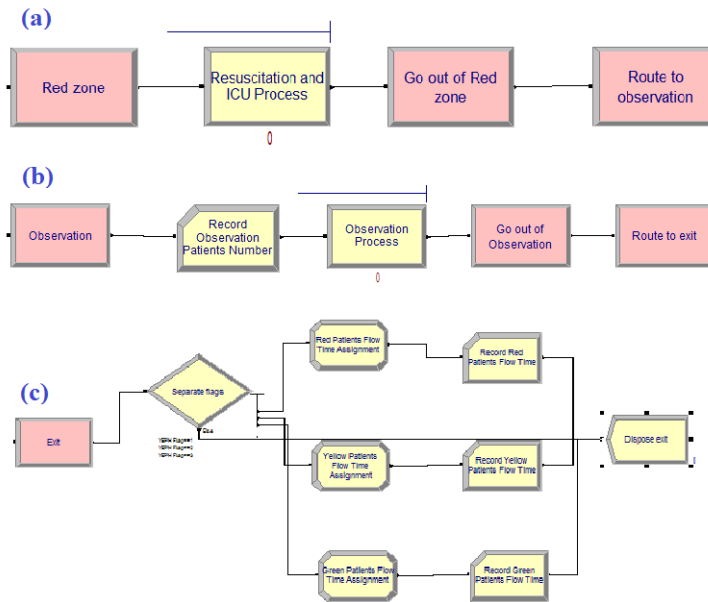 (a)
Red zone
Resuscitation and
ICU Process
0
Go out of Red
zone
Route to
observation
(b)
Observation
Record
Observation
Patients Number
Observation
Process
0
Go out of
Observation
Route to exit
(c)
Exit
Separate flags
Else
Red Patients Flow
Time Assignment
Record Red
Patients Flow Time
Yellow Patients
Flow Time
Assignment
Record Yellow
Patients Flow Time
Green Patients Flow
Time Assignment
Record Green
Patients Flow Time
Dispose exit